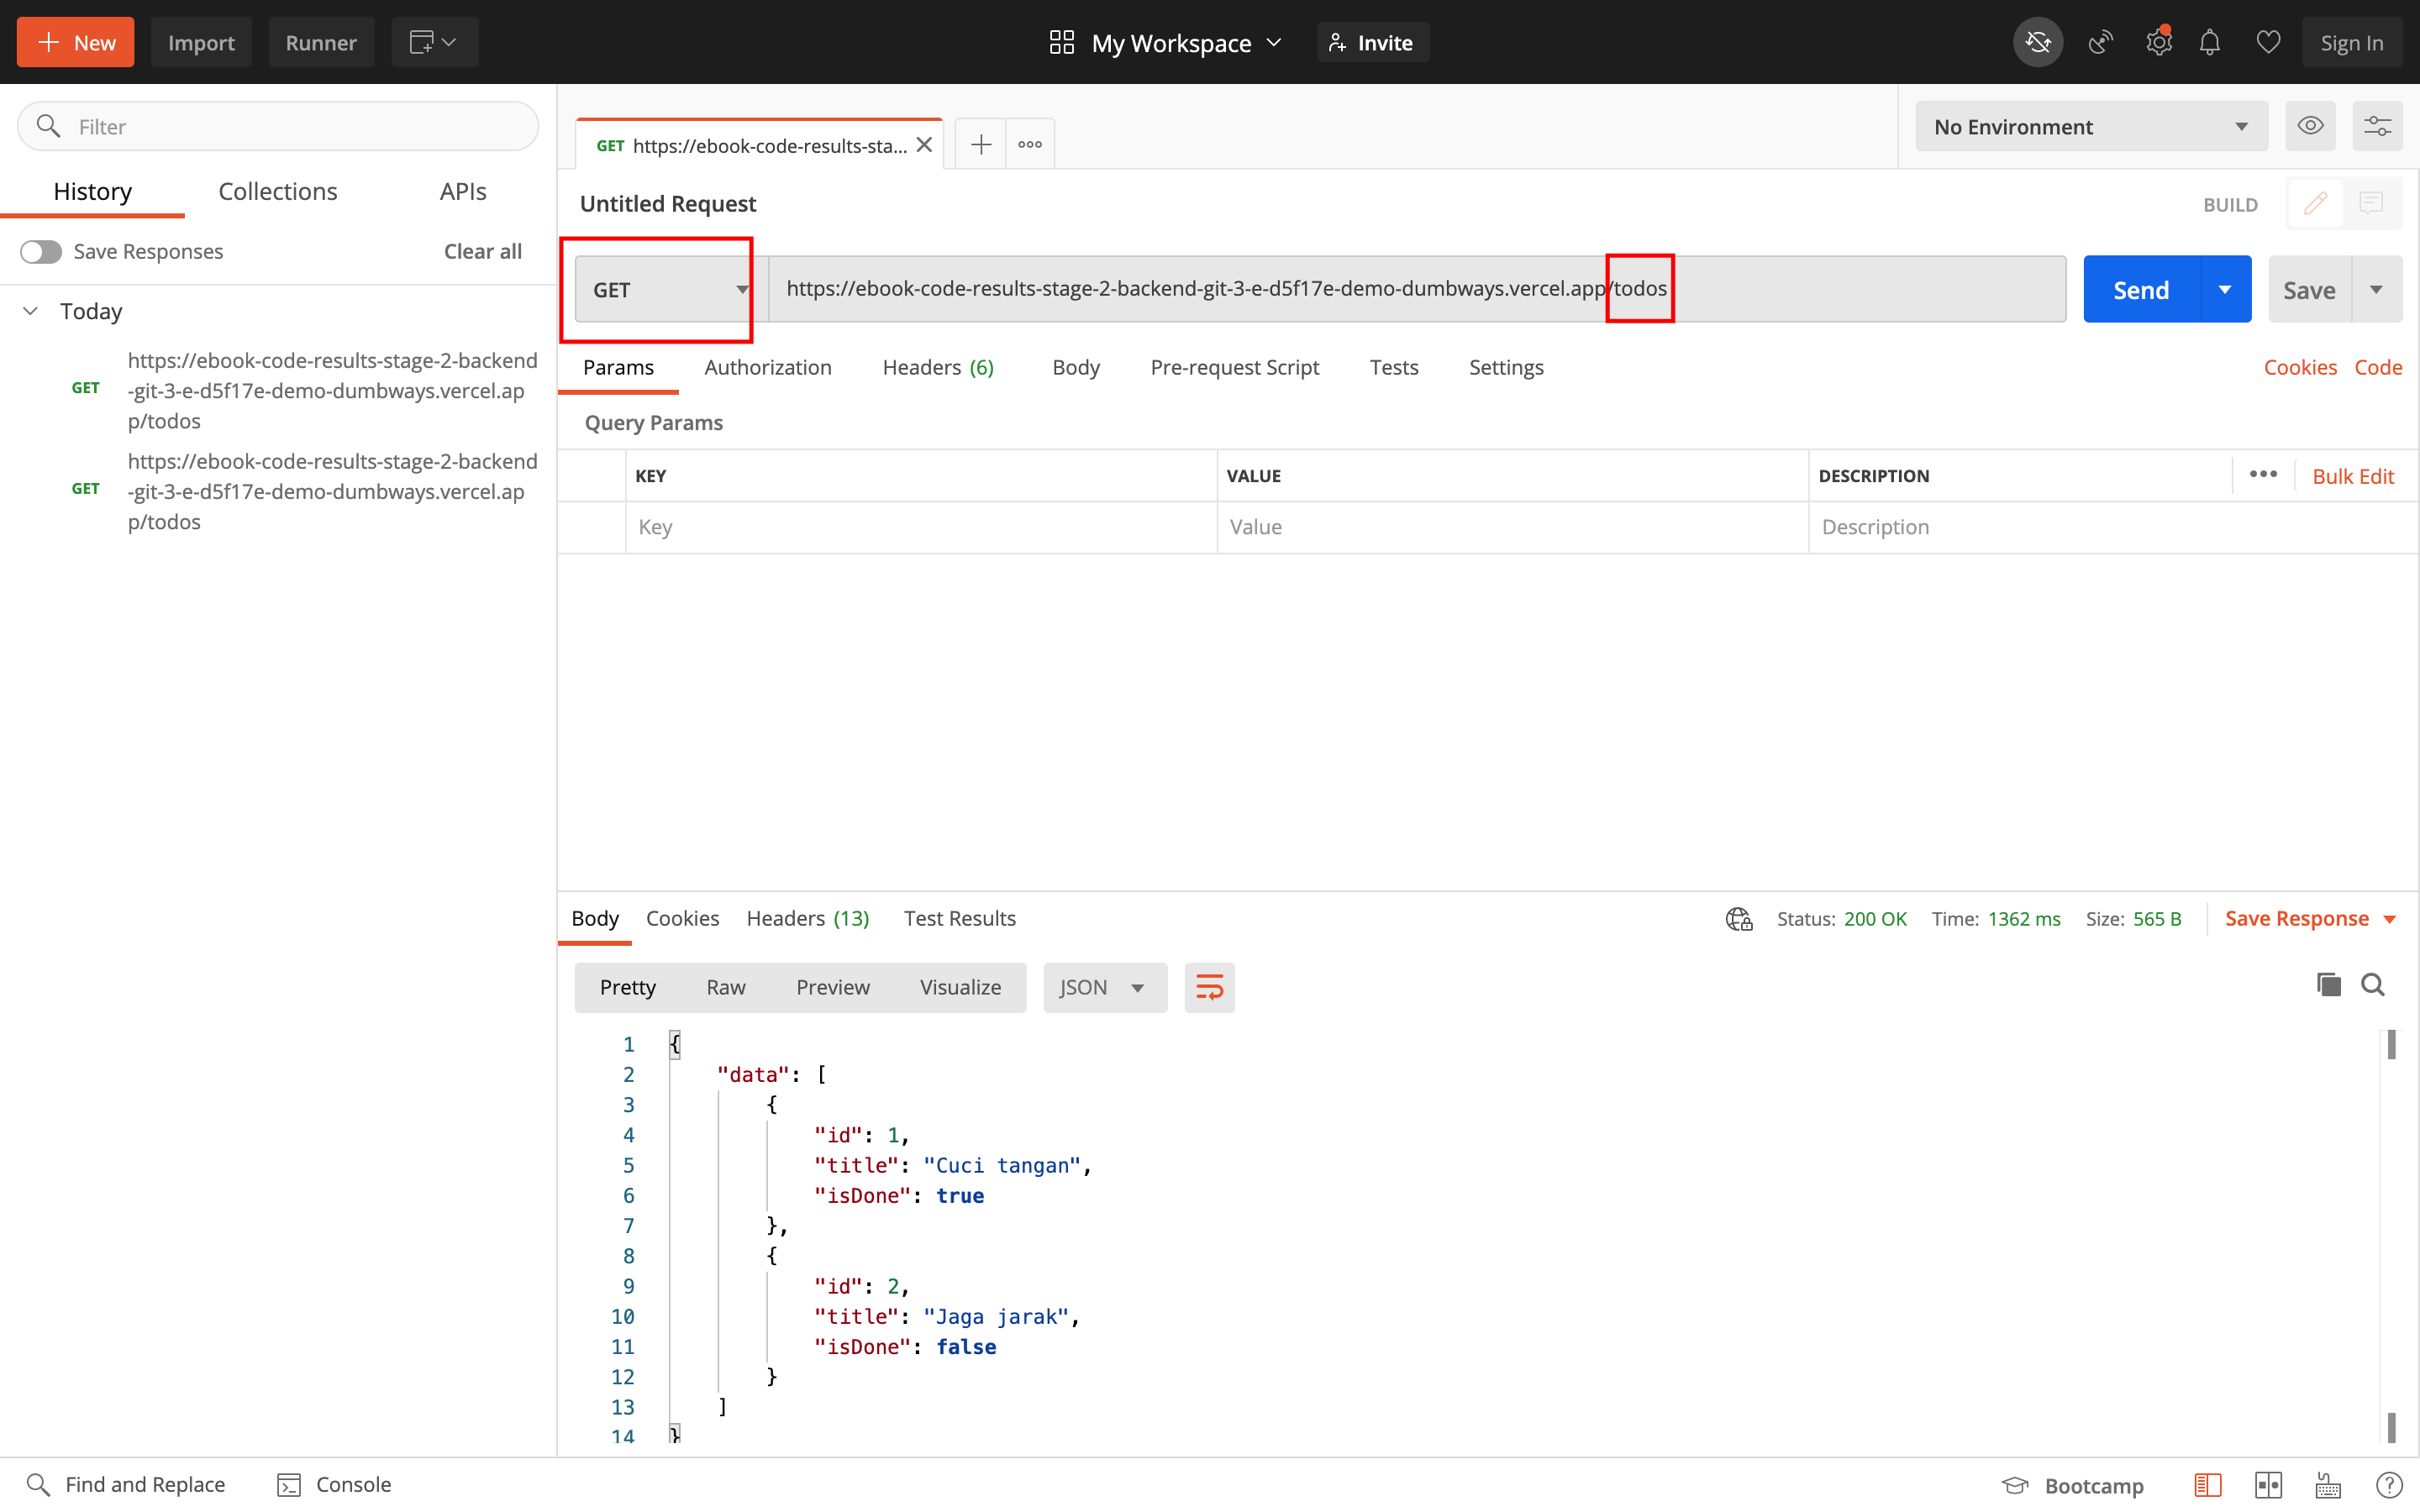 New Import Runner My Workspace Invite Sign In
Filter
History Collections APIs
Save Responses Clear all
Today
GET https://ebook-code-results-stage-2-backend
-git-3-e-d5f17e-demo-dumbways.vercel.ap
p/todos
GET https://ebook-code-results-stage-2-backend
-git-3-e-d5f17e-demo-dumbways.vercel.ap
p/todos
GET https://ebook-code-results-sta...
No Environment
Untitled Request BUILD
GET https://ebook-code-results-stage-2-backend-git-3-e-d5f17e-demo-dumbways.vercel.app/todos Send Save
Params Authorization Headers (6) Body Pre-request Script Tests Settings Cookies Code
Query Params
KEY VALUE DESCRIPTION Bulk Edit
Key Value Description
Body Cookies Headers (13) Test Results Status: 200 OK Time: 1362 ms Size: 565 B Save Response
Pretty Raw Preview Visualize JSON
1 {
2 "data": [
3 {
4 "id": 1,
5 "title": "Cuci tangan",
6 "isDone": true
7 },
8 {
9 "id": 2,
10 "title": "Jaga jarak",
11 "isDone": false
12 }
13 ]
14 }
Find and Replace Console Bootcamp